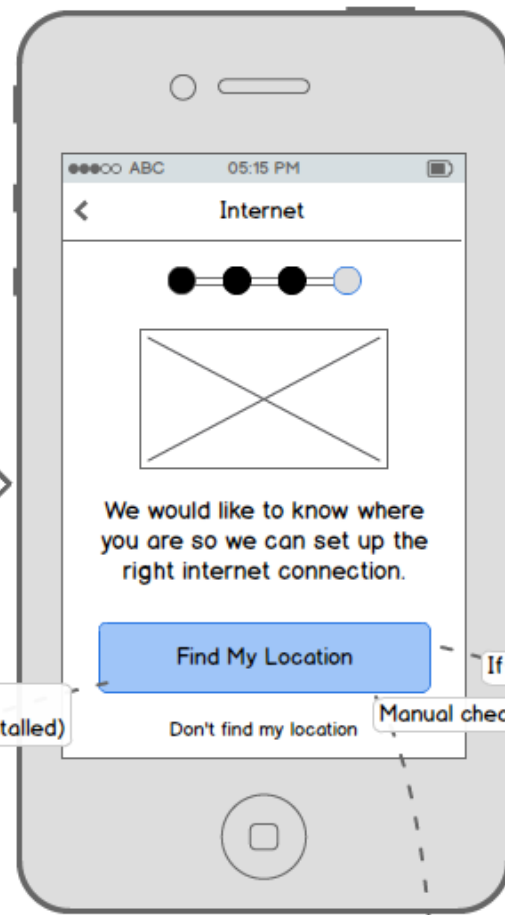 ABC 05:15 PM
Internet
We would like to know where
you are so we can set up the
right internet connection.
Find My Location
If
talled)
Manual chec
Don't find my location